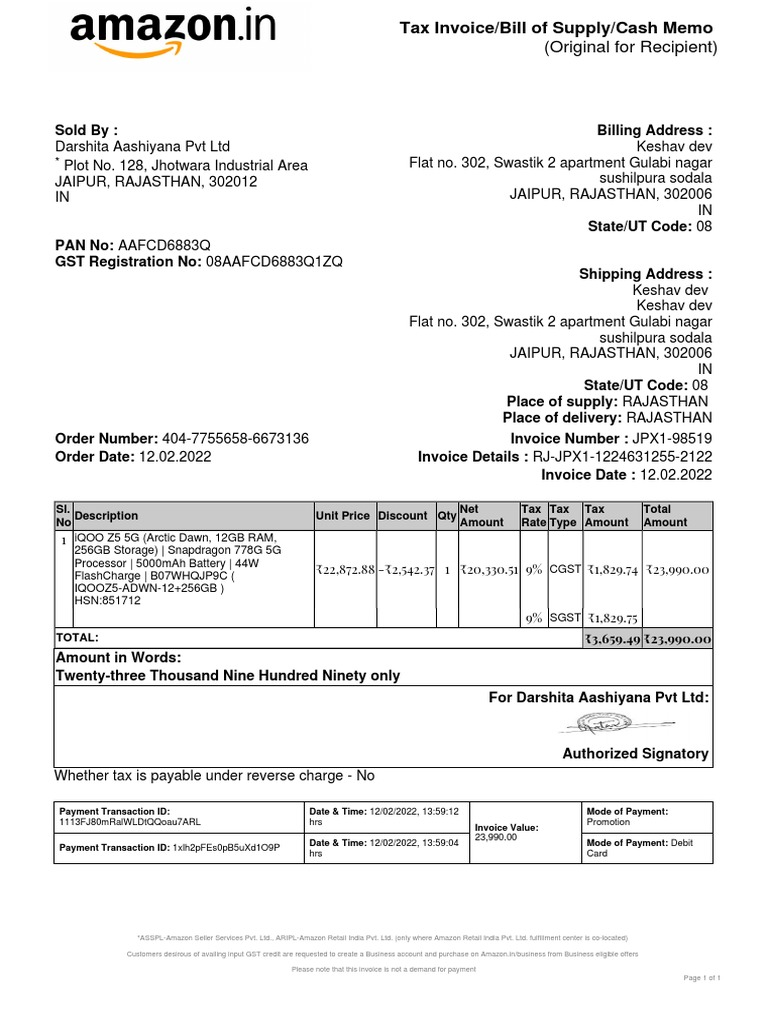 amazon.in
Tax Invoice/Bill of Supply/Cash Memo
(Original for Recipient)
Sold By :
Darshita Aashiyana Pvt Ltd
* Plot No. 128, Jhotwara Industrial Area
JAIPUR, RAJASTHAN, 302012
IN
PAN No: AAFCD6883Q
GST Registration No: 08AAFCD6883Q1ZQ
Billing Address :
Keshav dev
Flat no. 302, Swastik 2 apartment Gulabi nagar
sushilpura sodala
JAIPUR, RAJASTHAN, 302006
IN
State/UT Code: 08
Shipping Address :
Keshav dev
Keshav dev
Flat no. 302, Swastik 2 apartment Gulabi nagar
sushilpura sodala
JAIPUR, RAJASTHAN, 302006
IN
State/UT Code: 08
Place of supply: RAJASTHAN
Place of delivery: RAJASTHAN
Order Number: 404-7755658-6673136
Order Date: 12.02.2022
Invoice Number : JPX1-98519
Invoice Details : RJ-JPX1-1224631255-2122
Invoice Date : 12.02.2022
Sl. No Description Unit Price Discount Qty Net Amount Tax Rate Tax Type Tax Amount Total Amount
1 iQOO Z5 5G (Arctic Dawn, 12GB RAM,
256GB Storage) | Snapdragon 778G 5G
Processor | 5000mAh Battery | 44W
FlashCharge | B07WHQJP9C (
IQOOZ5-ADWN-12+256GB )
HSN:851712
₹22,872.88 -₹2,542.37 1 ₹20,330.51 9% CGST ₹1,829.74 ₹23,990.00
9% SGST ₹1,829.75
TOTAL: ₹3,659.49 ₹23,990.00
Amount in Words:
Twenty-three Thousand Nine Hundred Ninety only
For Darshita Aashiyana Pvt Ltd:
Authorized Signatory
Whether tax is payable under reverse charge - No
Payment Transaction ID:
1113FJ80mRalWLDtQQoau7ARL
Date & Time: 12/02/2022, 13:59:12
hrs
Invoice Value:
23,990.00
Mode of Payment:
Promotion
Payment Transaction ID: 1xIh2pFEs0pB5uXd1O9P
Date & Time: 12/02/2022, 13:59:04
hrs
Mode of Payment: Debit
Card
*ASSPL-Amazon Seller Services Pvt. Ltd., ARIPL-Amazon Retail India Pvt. Ltd. (only where Amazon Retail India Pvt. Ltd. fulfillment center is co-located)
Customers desirous of availing input GST credit are requested to create a Business account and purchase on Amazon.in/business from Business eligible offers
Please note that this invoice is not a demand for payment
Page 1 of 1